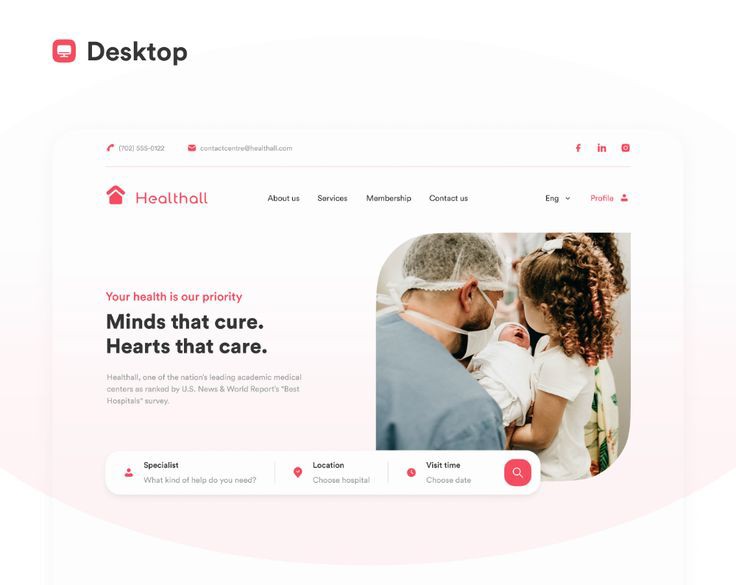 Desktop
(702) 555-0122
contactcentre@healthall.com
Healthall
About us
Services
Membership
Contact us
Eng
Profile
Your health is our priority
Minds that cure.
Hearts that care.
Healthall, one of the nation's leading academic medical
centers as ranked by U.S. News & World Report's "Best
Hospitals" survey.
Specialist
What kind of help do you need?
Location
Choose hospital
Visit time
Choose date